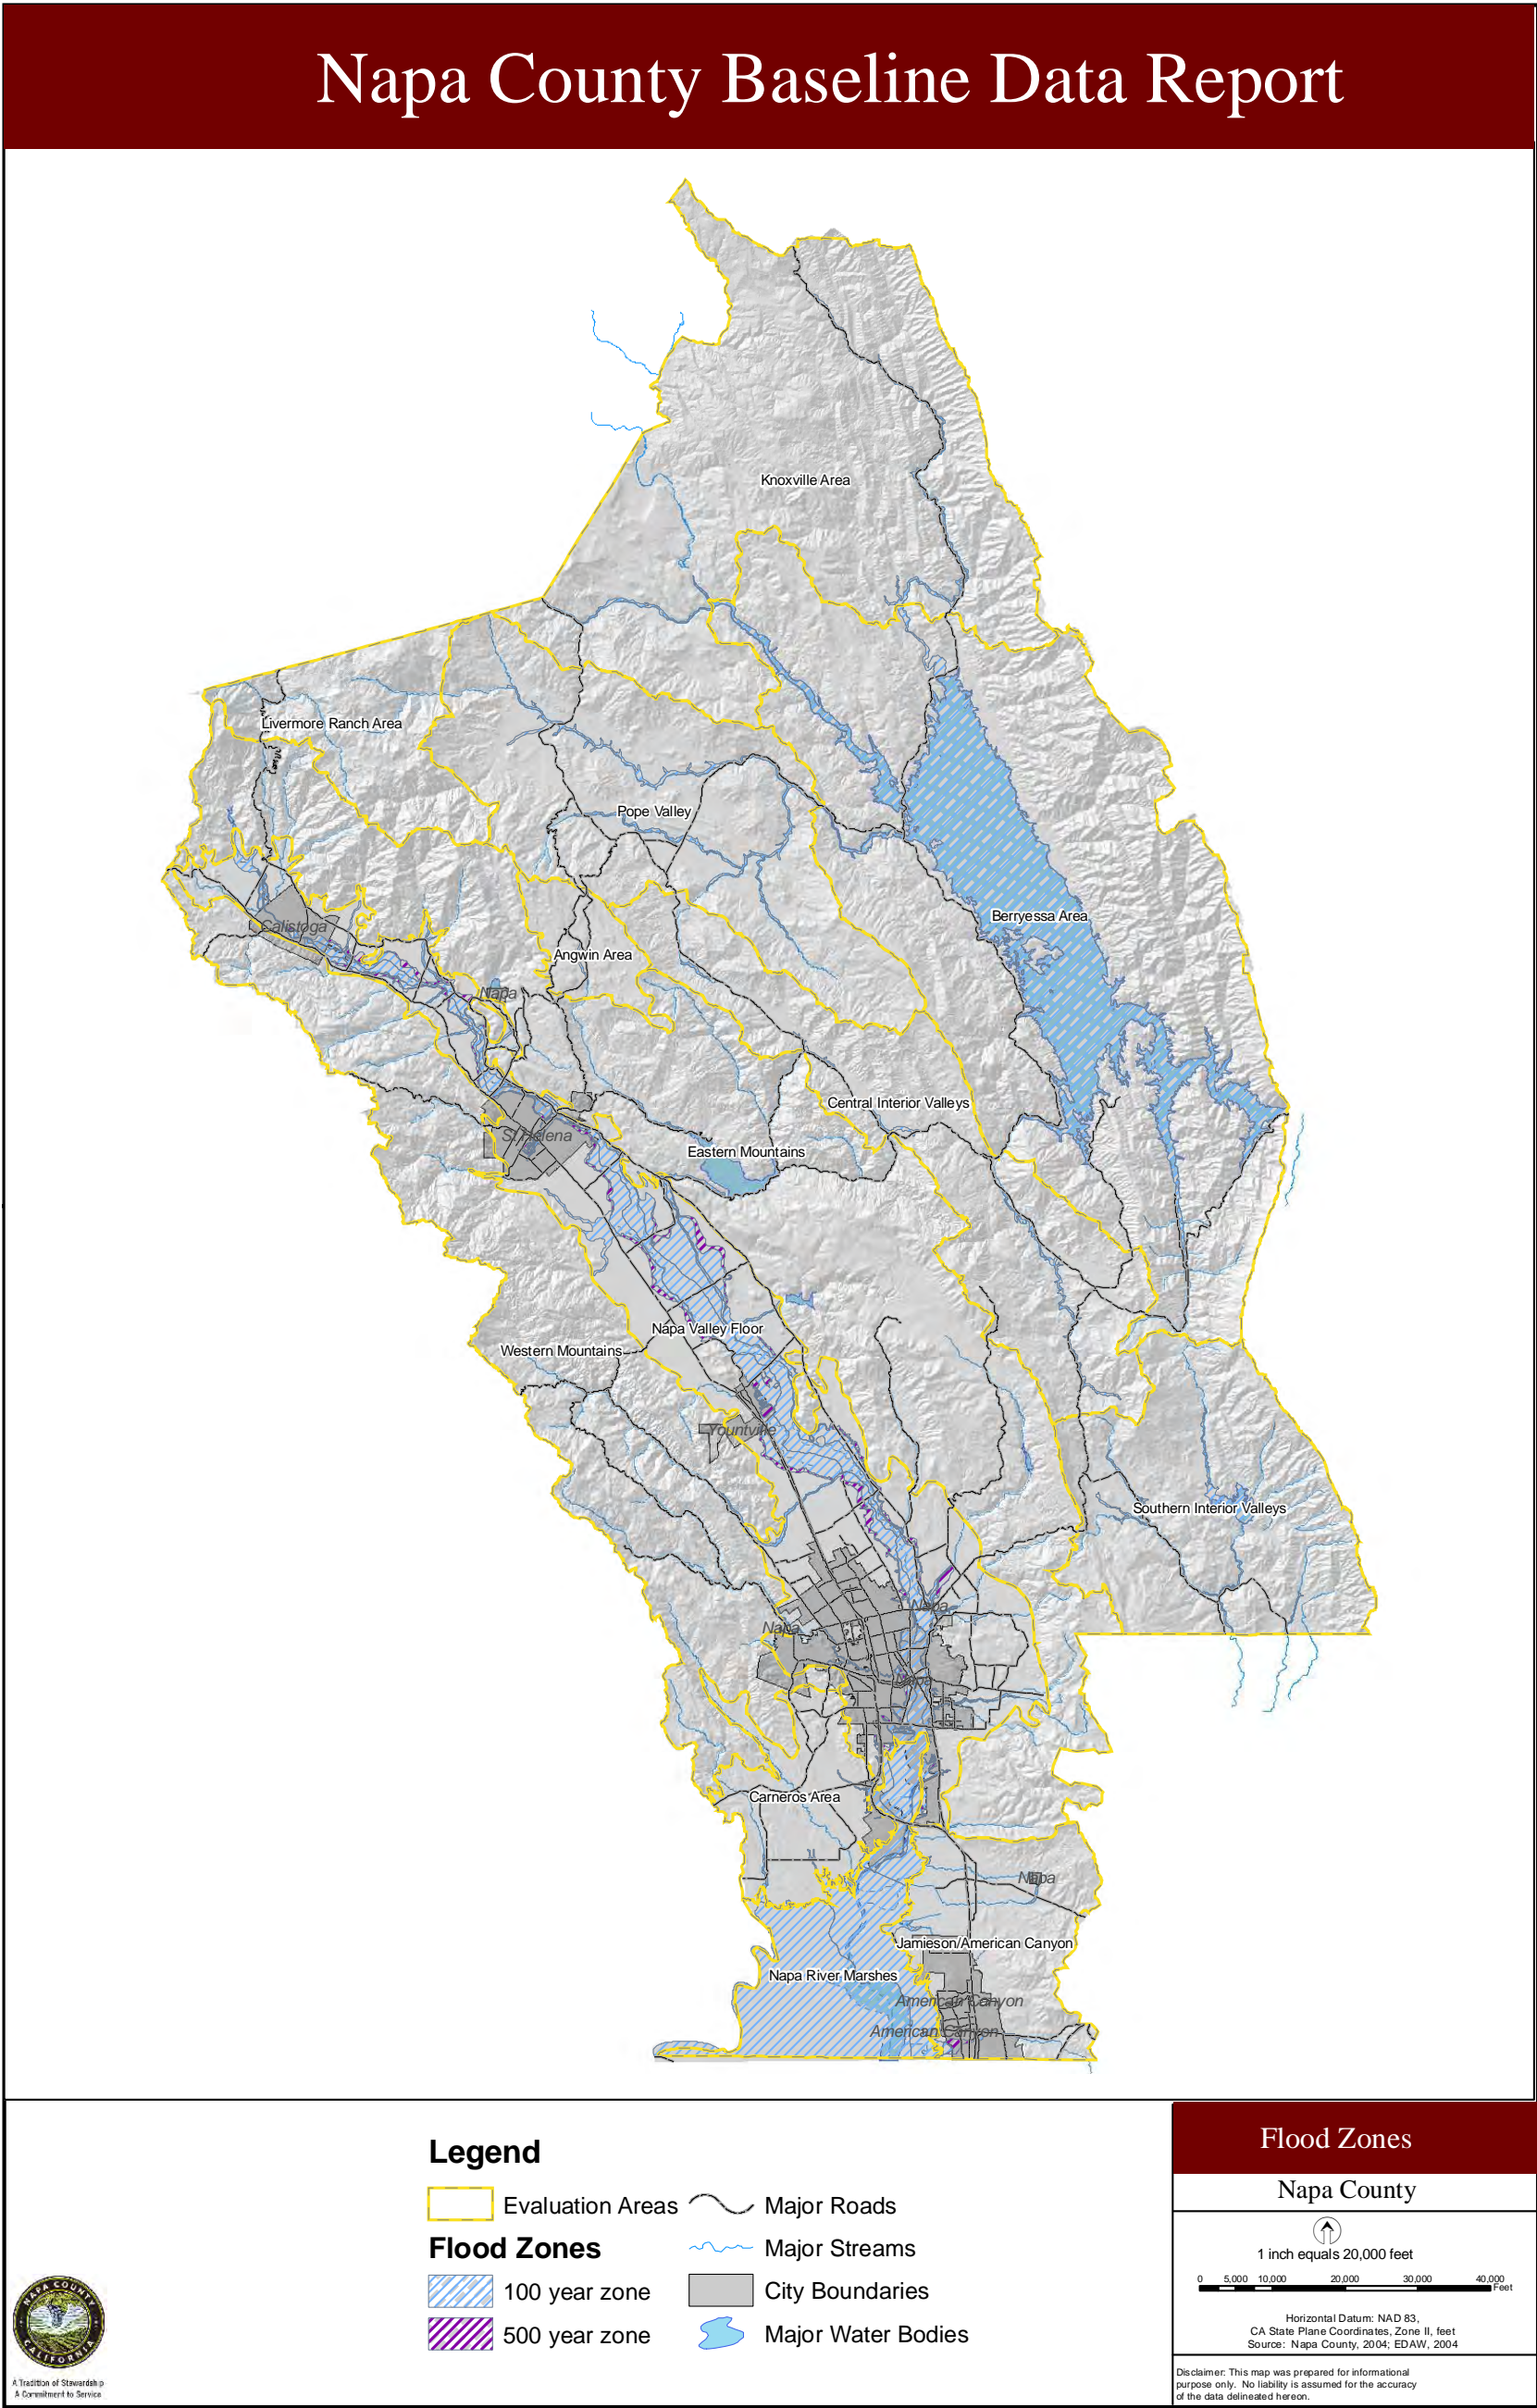 Napa County Baseline Data Report
Knoxville Area
Livermore Ranch Area
Pope Valley
Berryessa Area
Calistoga
Angwin Area
Napa
Central Interior Valleys
St Helena
Eastern Mountains
Napa Valley Floor
Western Mountains
Yountville
Southern Interior Valleys
Napa
Napa
Napa
Carneros Area
Napa
Jamieson/American Canyon
Napa River Marshes
American Canyon
American Canyon
Legend
Evaluation Areas
Major Roads
Flood Zones
Major Streams
100 year zone
City Boundaries
500 year zone
Major Water Bodies
NAPA COUNTY
CALIFORNIA
A Tradition of Stewardship
A Commitment to Service
Flood Zones
Napa County
1 inch equals 20,000 feet
0 5,000 10,000 20,000 30,000 40,000
Feet
Horizontal Datum: NAD 83,
CA State Plane Coordinates, Zone II, feet
Source: Napa County, 2004; EDAW, 2004
Disclaimer: This map was prepared for informational
purpose only. No liability is assumed for the accuracy
of the data delineated hereon.